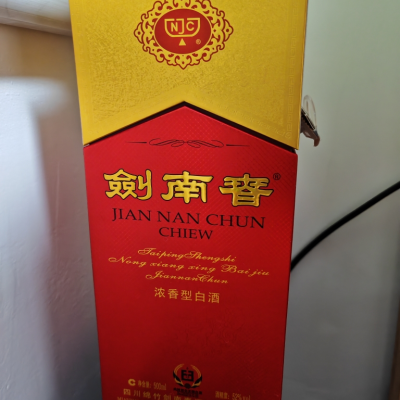 NJC
®
劍南春®
JIAN NAN CHUN
CHIEW
TaipingShengshi
Nong xiang xing Bai jiu
JiannanChun
浓香型白酒